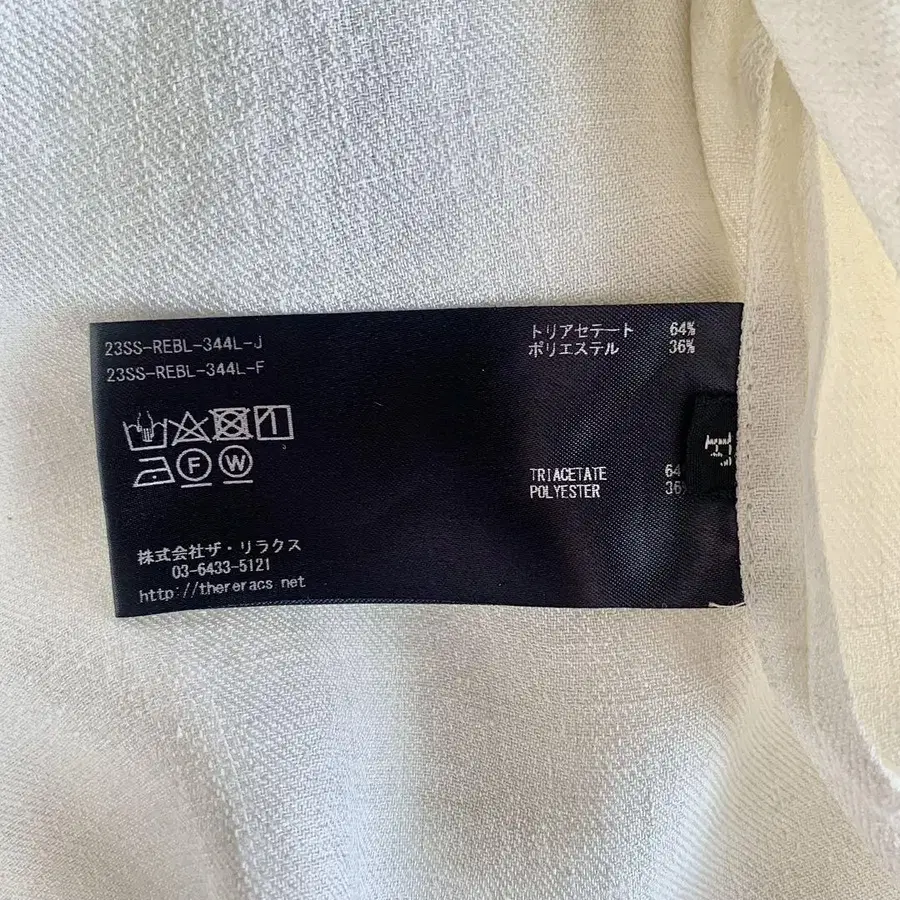 23SS-REBL-344L-J
23SS-REBL-344L-F
トリアセテート 64%
ポリエステル 36%
F W
TRIACETATE 64
POLYESTER 36%
株式会社ザ・リラクス
03-6433-5121
http://thereracs.net